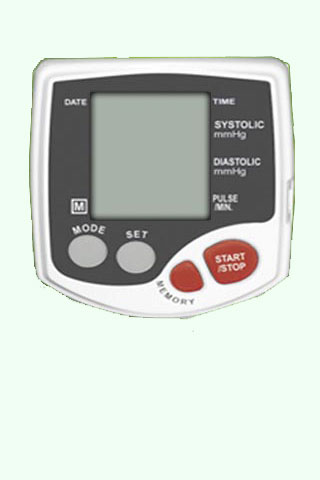 DATE
TIME
SYSTOLIC
mmHg
DIASTOLIC
mmHg
M
PULSE
/MIN.
MODE
SET
START
/STOP
MEMORY